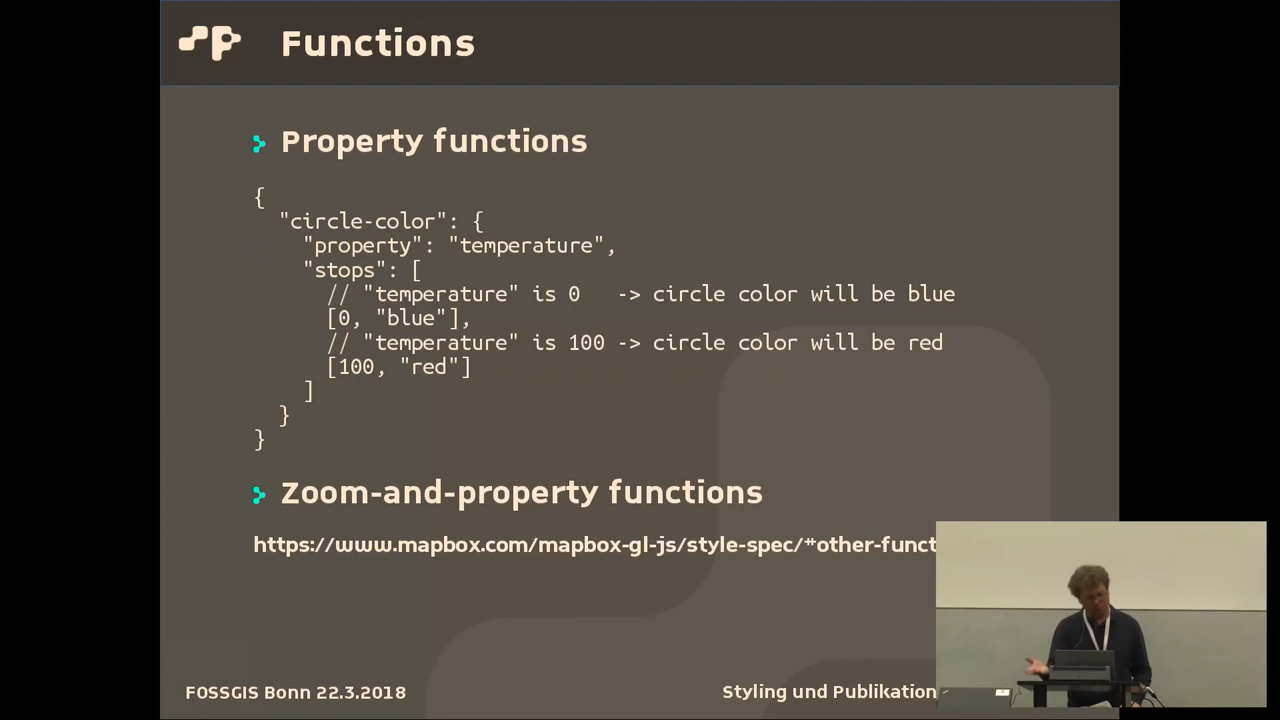 Functions
Property functions
{
"circle-color": {
"property": "temperature",
"stops": [
// "temperature" is 0   -> circle color will be blue
[0, "blue"],
// "temperature" is 100 -> circle color will be red
[100, "red"]
]
}
}
Zoom-and-property functions
https://www.mapbox.com/mapbox-gl-js/style-spec/#other-funct
FOSSGIS Bonn 22.3.2018
Styling und Publikation